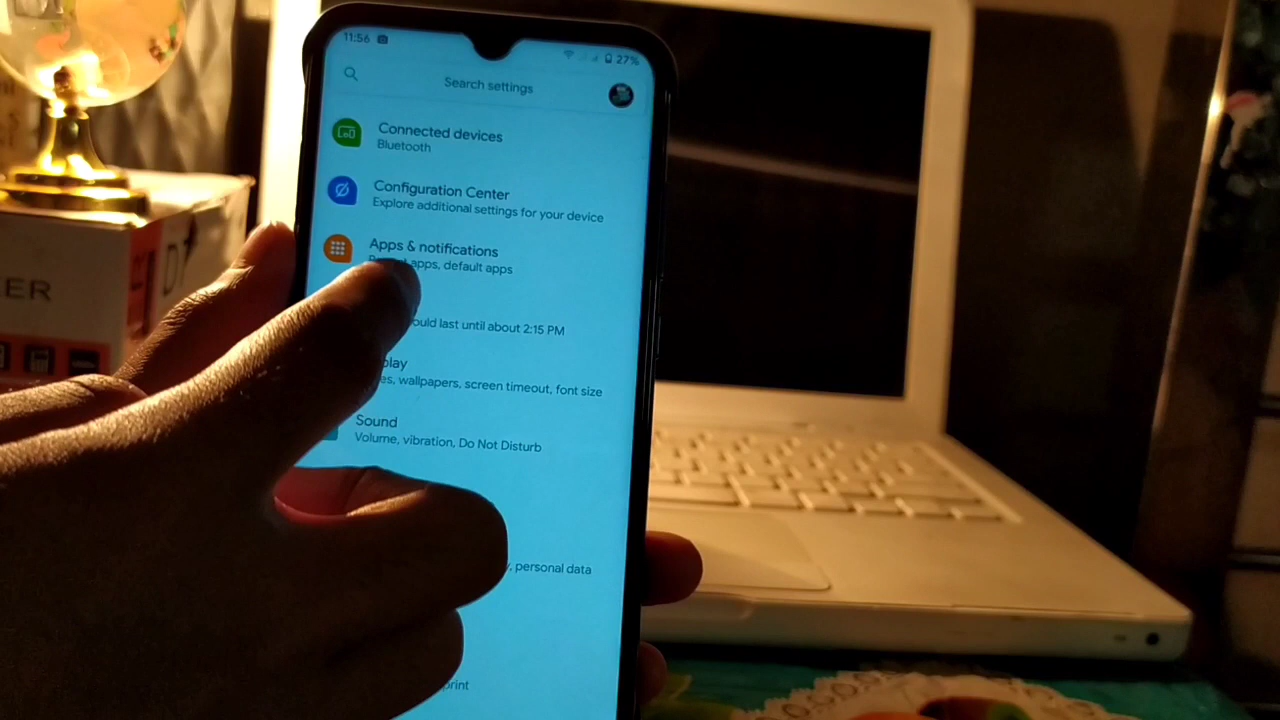 11:56 27%
Search settings
Connected devices
Bluetooth
Configuration Center
Explore additional settings for your device
Apps & notifications
apps, default apps
ould last until about 2:15 PM
play
es, wallpapers, screen timeout, font size
Sound
Volume, vibration, Do Not Disturb
, personal data
print
ER
D